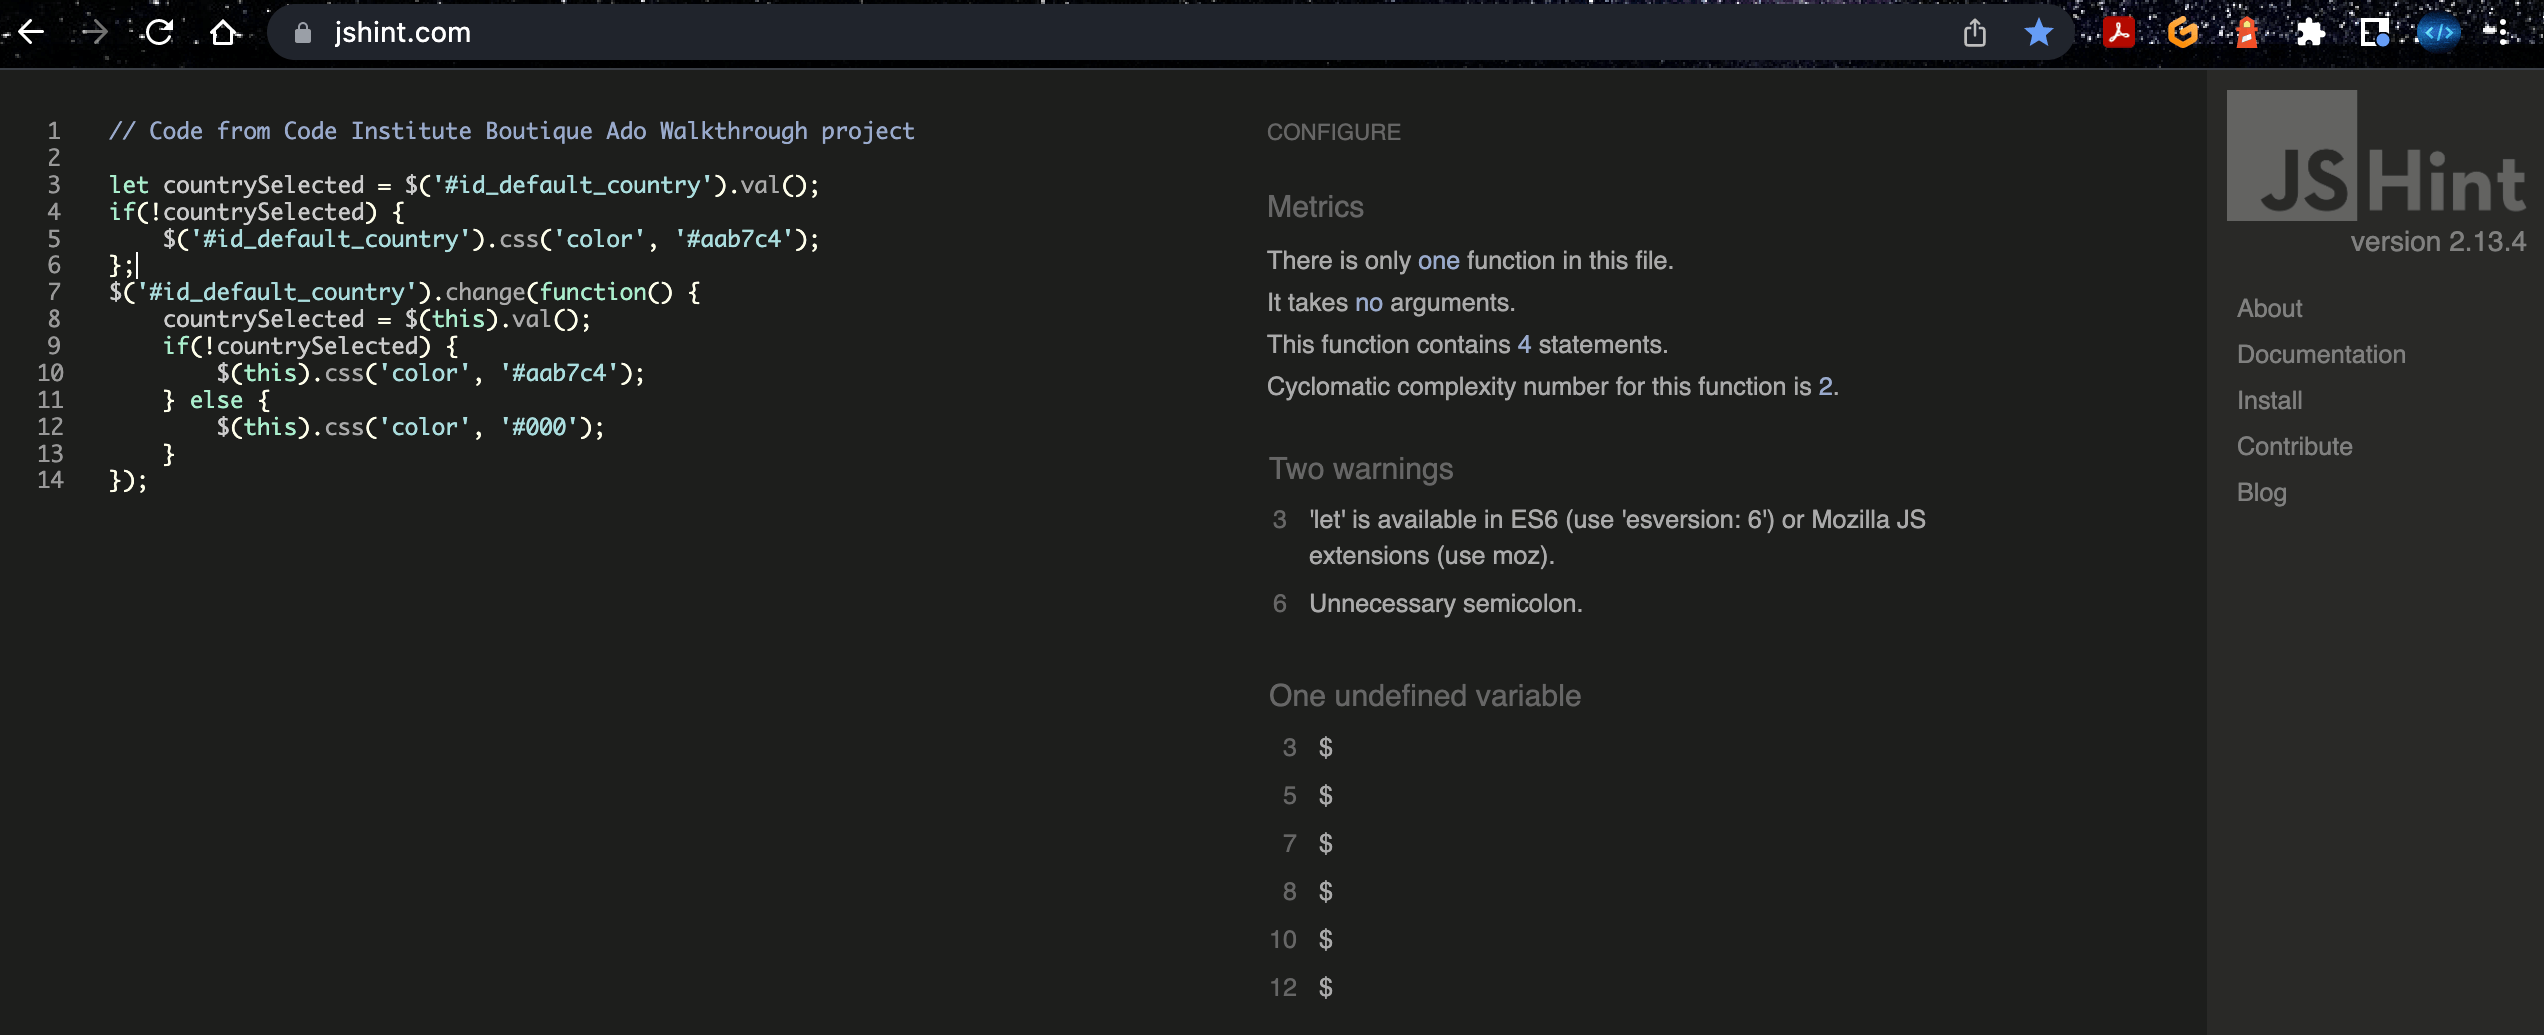 jshint.com
1 // Code from Code Institute Boutique Ado Walkthrough project
2
3 let countrySelected = $('#id_default_country').val();
4 if(!countrySelected) {
5     $('#id_default_country').css('color', '#aab7c4');
6 };
7 $('#id_default_country').change(function() {
8     countrySelected = $(this).val();
9     if(!countrySelected) {
10         $(this).css('color', '#aab7c4');
11     } else {
12         $(this).css('color', '#000');
13     }
14 });
CONFIGURE
Metrics
There is only one function in this file.
It takes no arguments.
This function contains 4 statements.
Cyclomatic complexity number for this function is 2.
Two warnings
3 'let' is available in ES6 (use 'esversion: 6') or Mozilla JS
extensions (use moz).
6 Unnecessary semicolon.
One undefined variable
3 $
5 $
7 $
8 $
10 $
12 $
JSHint
version 2.13.4
About
Documentation
Install
Contribute
Blog